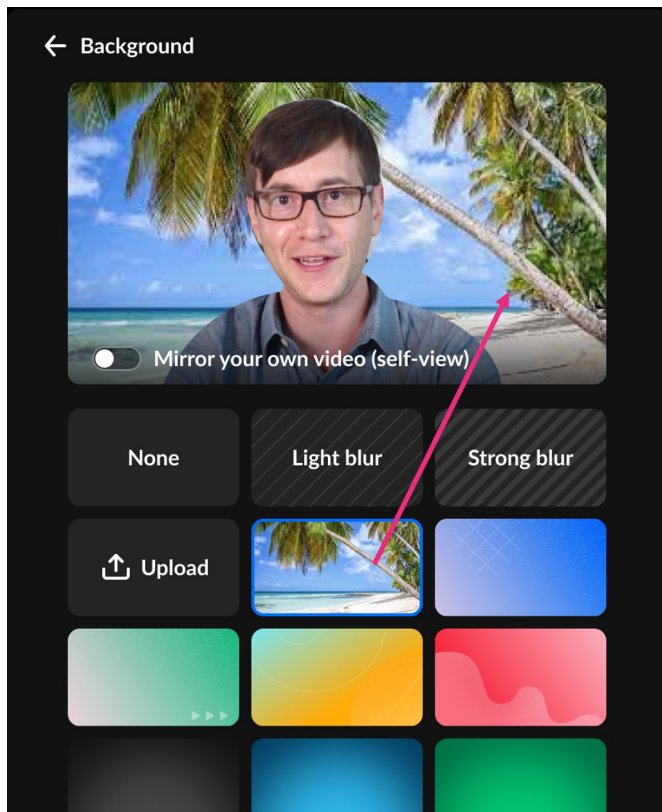 Background
Mirror your own video (self-view)
None
Light blur
Strong blur
Upload